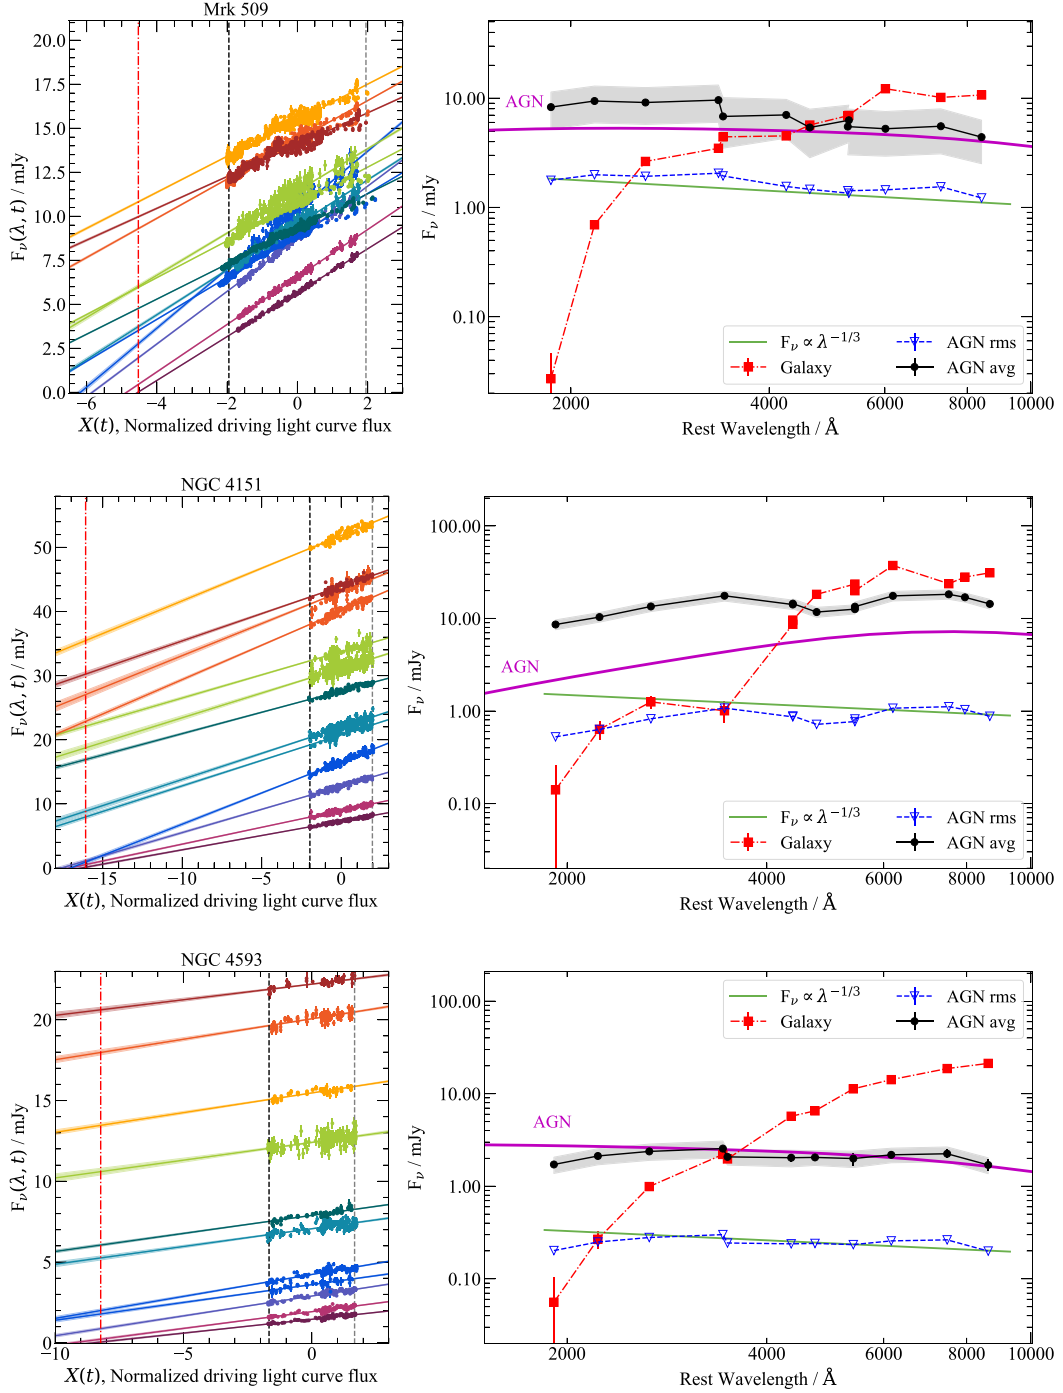 Mrk 509
20.0
17.5
15.0
12.5
10.0
7.5
5.0
2.5
0.0
−6 −4 −2 0 2
F_ν(λ, t) / mJy
X(t), Normalized driving light curve flux
10.00
1.00
0.10
2000 4000 6000 8000 10000
F_ν / mJy
Rest Wavelength / Å
AGN
F_ν ∝ λ^{−1/3}
Galaxy
AGN rms
AGN avg
NGC 4151
50
40
30
20
10
0
−15 −10 −5 0
F_ν(λ, t) / mJy
X(t), Normalized driving light curve flux
100.00
10.00
1.00
0.10
2000 4000 6000 8000 10000
F_ν / mJy
Rest Wavelength / Å
AGN
F_ν ∝ λ^{−1/3}
Galaxy
AGN rms
AGN avg
NGC 4593
20
15
10
5
0
−10 −5 0
F_ν(λ, t) / mJy
X(t), Normalized driving light curve flux
100.00
10.00
1.00
0.10
2000 4000 6000 8000 10000
F_ν / mJy
Rest Wavelength / Å
AGN
F_ν ∝ λ^{−1/3}
Galaxy
AGN rms
AGN avg